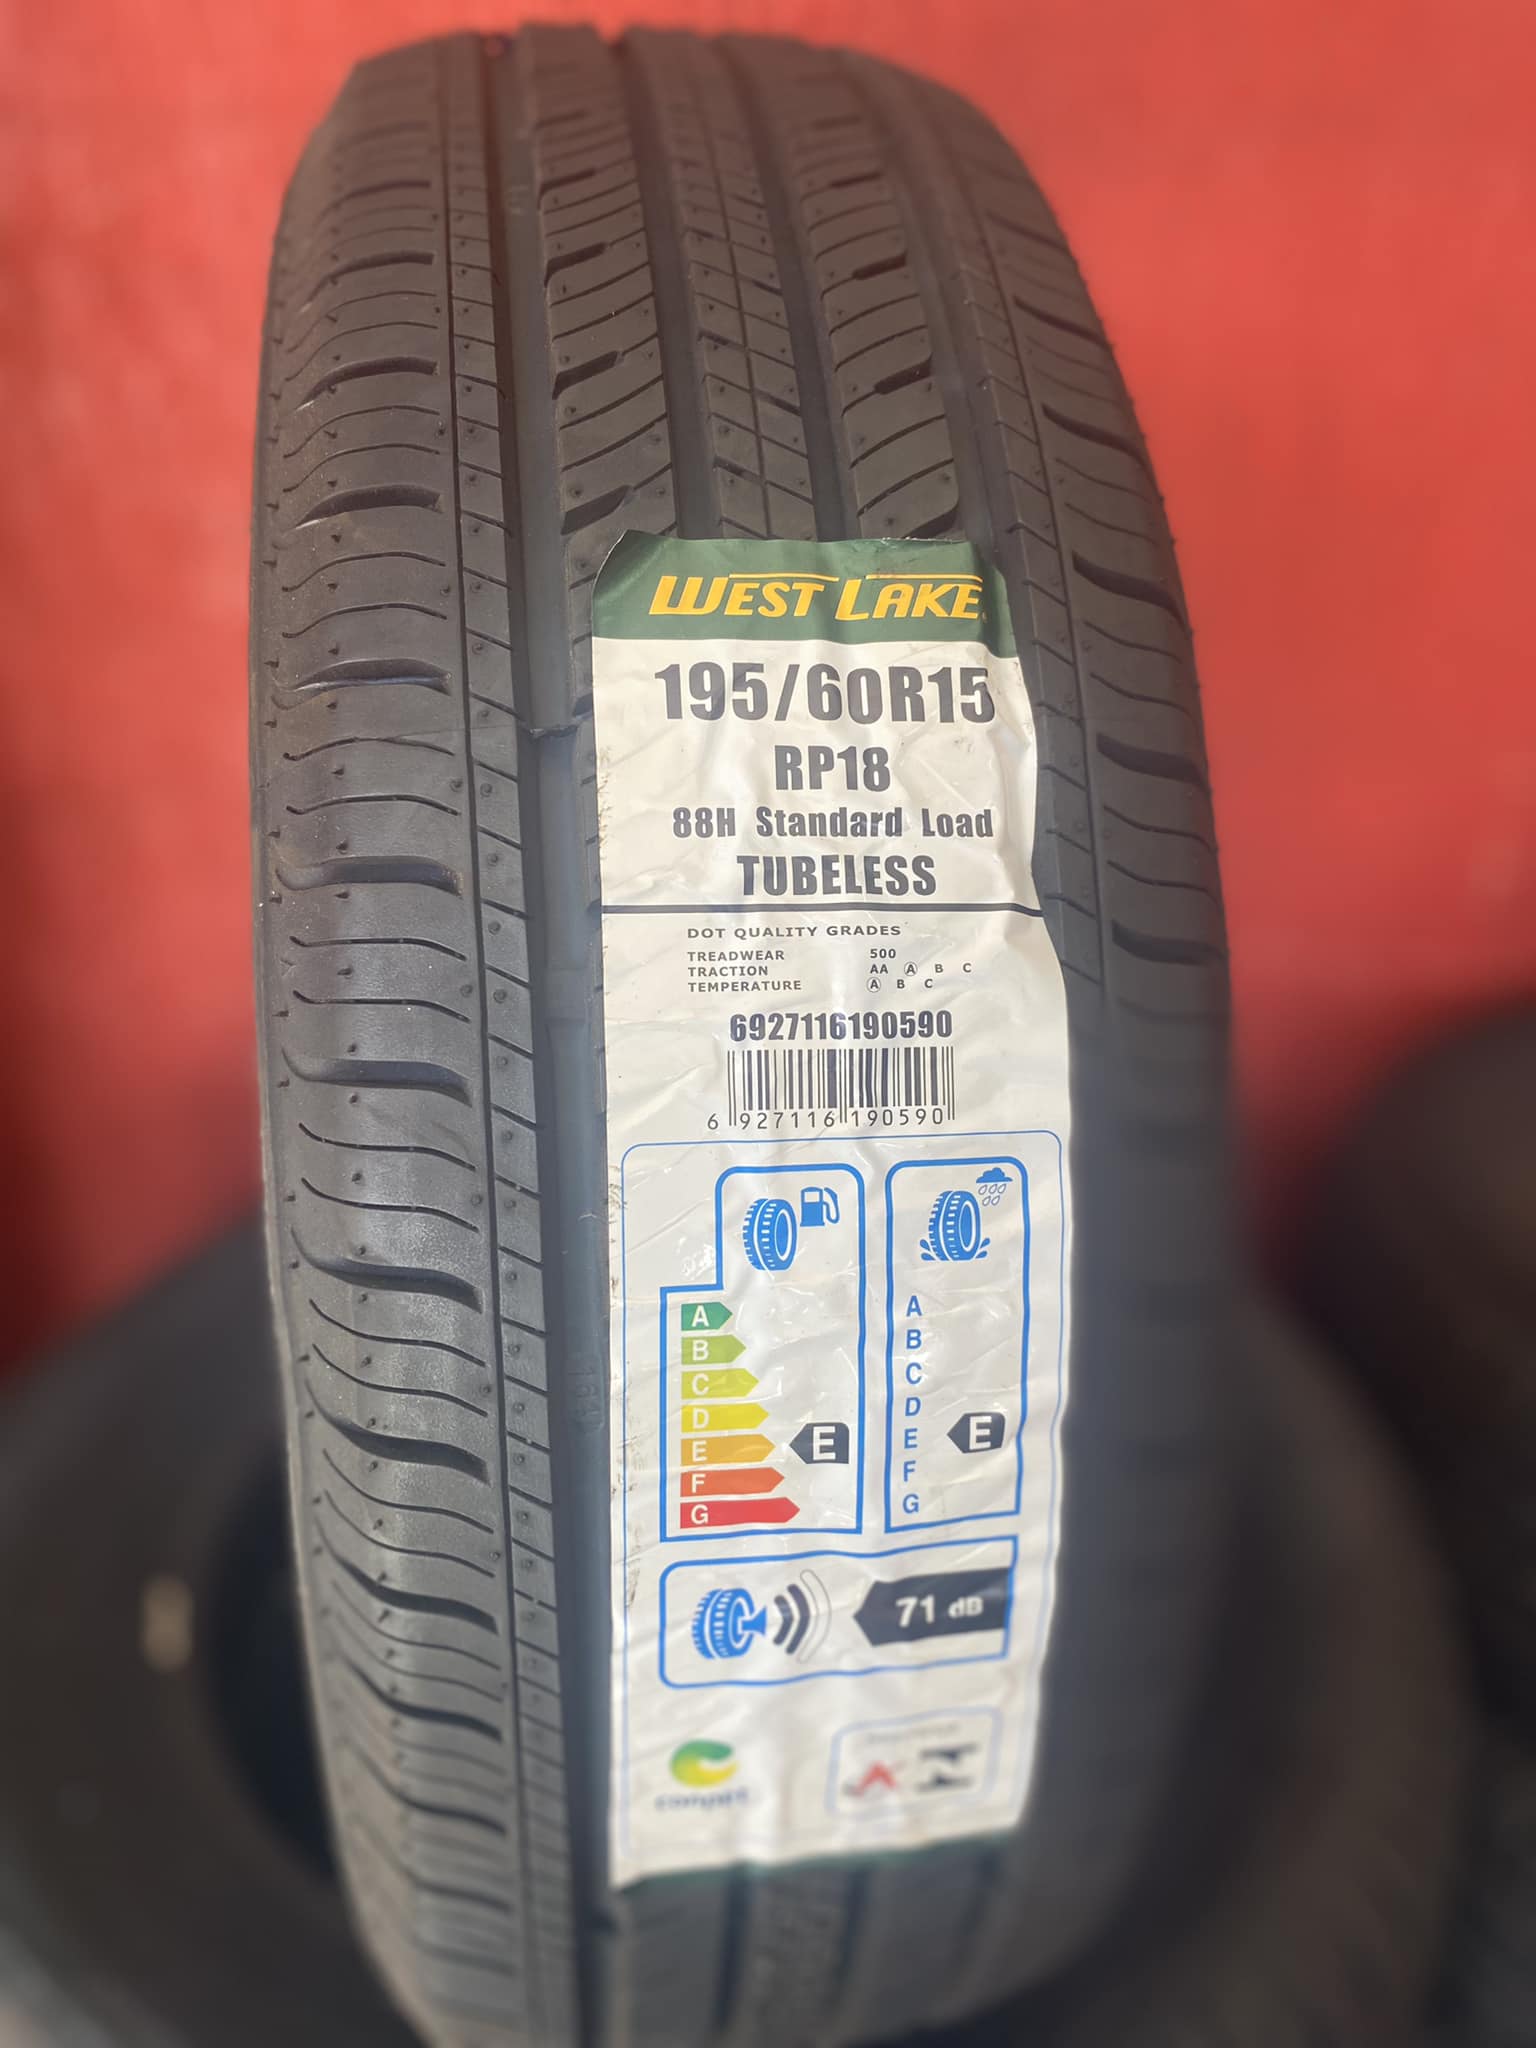 WEST LAKE
195/60R15
RP18
88H Standard Load
TUBELESS
DOT QUALITY GRADES
TREADWEAR 500
TRACTION AA A B C
TEMPERATURE A B C
6927116190590
6 927116 190590
A
B
C
D
E
F
G
E
A
B
C
D
E
F
G
E
71 dB